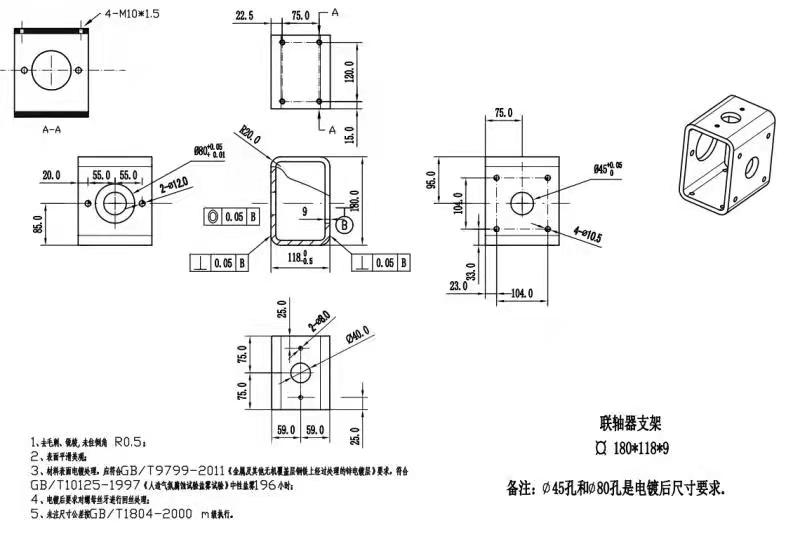 4-M10*1.5
A-A
22.5
75.0
A
120.0
15.0
A
20.0
55.0
55.0
Ø80 +0.05 -0.01
2-⌀12.0
85.0
R20.0
◎ 0.05 B
9
180.0
B
⊥ 0.05 B
118 0 -0.5
⊥ 0.05 B
75.0
95.0
104.0
Ø45 +0.05 0
4-⌀10.5
33.0
23.0
104.0
25.0
2-⌀8.0
Ø40.0
75.0
75.0
59.0
59.0
25.0
1、去毛刺、锐棱,未注倒角 R0.5;
2、表面平滑美观;
3、材料表面电镀处理,应符合GB/T9799-2011《金属及其他无机覆盖层钢铁上经过处理的锌电镀层》要求,符合
GB/T10125-1997《人造气氛腐蚀试验盐雾试验》中性盐雾196小时;
4、电镀后要求对螺母丝牙进行回丝处理;
5、未注尺寸公差按GB/T1804-2000 m级执行。
联轴器支架
¤ 180*118*9
备注: Ø45孔和Ø80孔是电镀后尺寸要求.